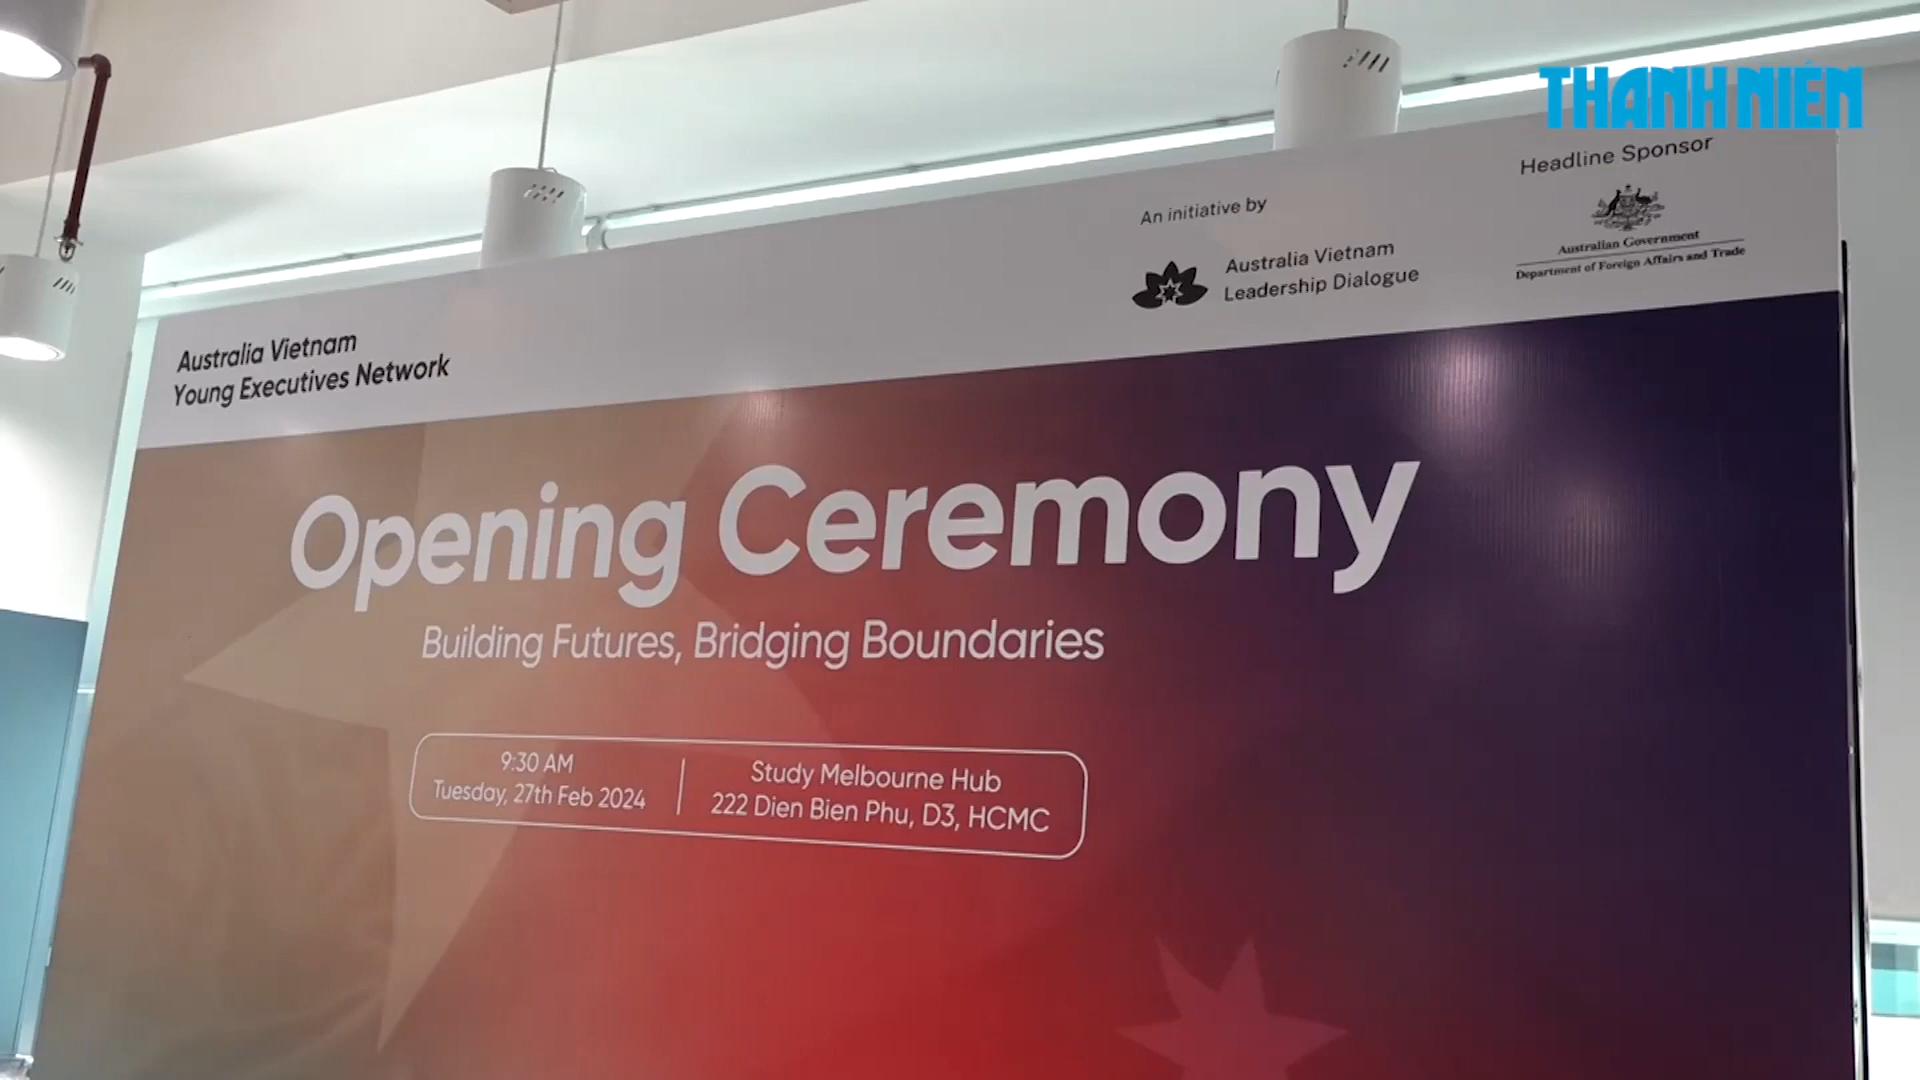 THANH NIÊN
Headline Sponsor
Australian Government
Department of Foreign Affairs and Trade
An initiative by
Australia Vietnam
Leadership Dialogue
Australia Vietnam
Young Executives Network
Opening Ceremony
Building Futures, Bridging Boundaries
9:30 AM
Tuesday, 27th Feb 2024
Study Melbourne Hub
222 Dien Bien Phu, D3, HCMC